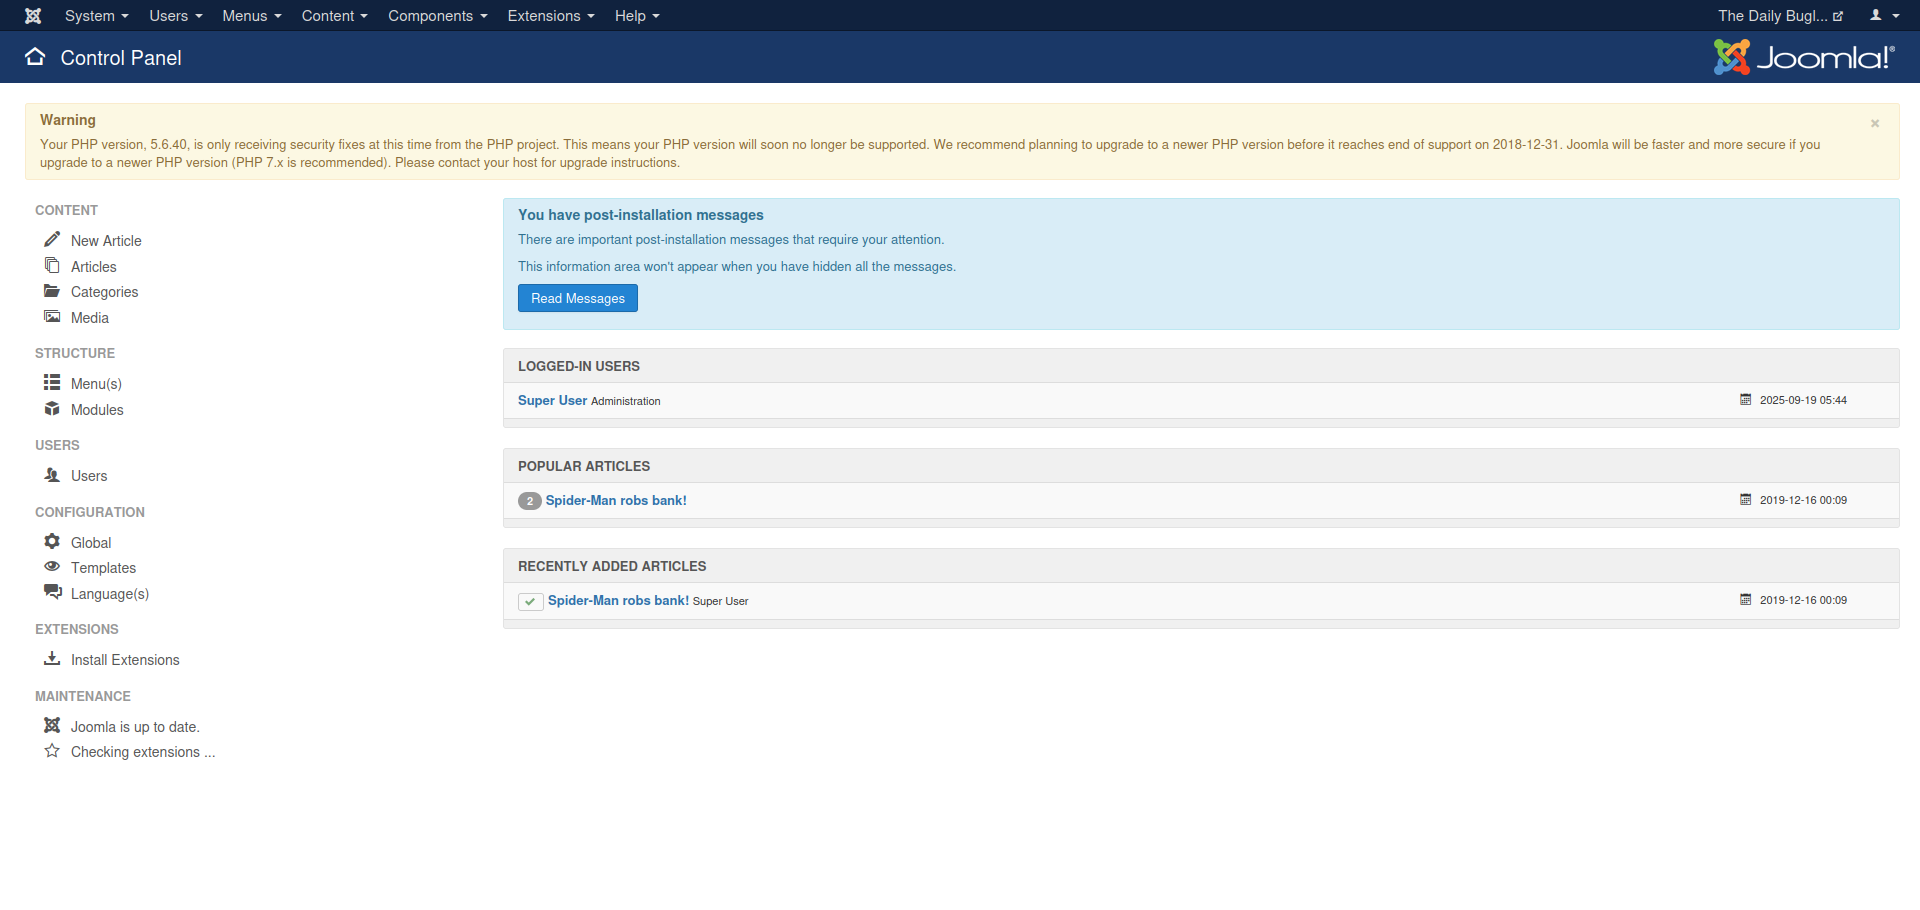 System Users Menus Content Components Extensions Help The Daily Bugl...
Control Panel Joomla!®
Warning
Your PHP version, 5.6.40, is only receiving security fixes at this time from the PHP project. This means your PHP version will soon no longer be supported. We recommend planning to upgrade to a newer PHP version before it reaches end of support on 2018-12-31. Joomla will be faster and more secure if you
upgrade to a newer PHP version (PHP 7.x is recommended). Please contact your host for upgrade instructions.
×
CONTENT
New Article
Articles
Categories
Media
STRUCTURE
Menu(s)
Modules
USERS
Users
CONFIGURATION
Global
Templates
Language(s)
EXTENSIONS
Install Extensions
MAINTENANCE
Joomla is up to date.
Checking extensions ...
You have post-installation messages
There are important post-installation messages that require your attention.
This information area won't appear when you have hidden all the messages.
Read Messages
LOGGED-IN USERS
Super User Administration 2025-09-19 05:44
POPULAR ARTICLES
2 Spider-Man robs bank! 2019-12-16 00:09
RECENTLY ADDED ARTICLES
Spider-Man robs bank! Super User 2019-12-16 00:09